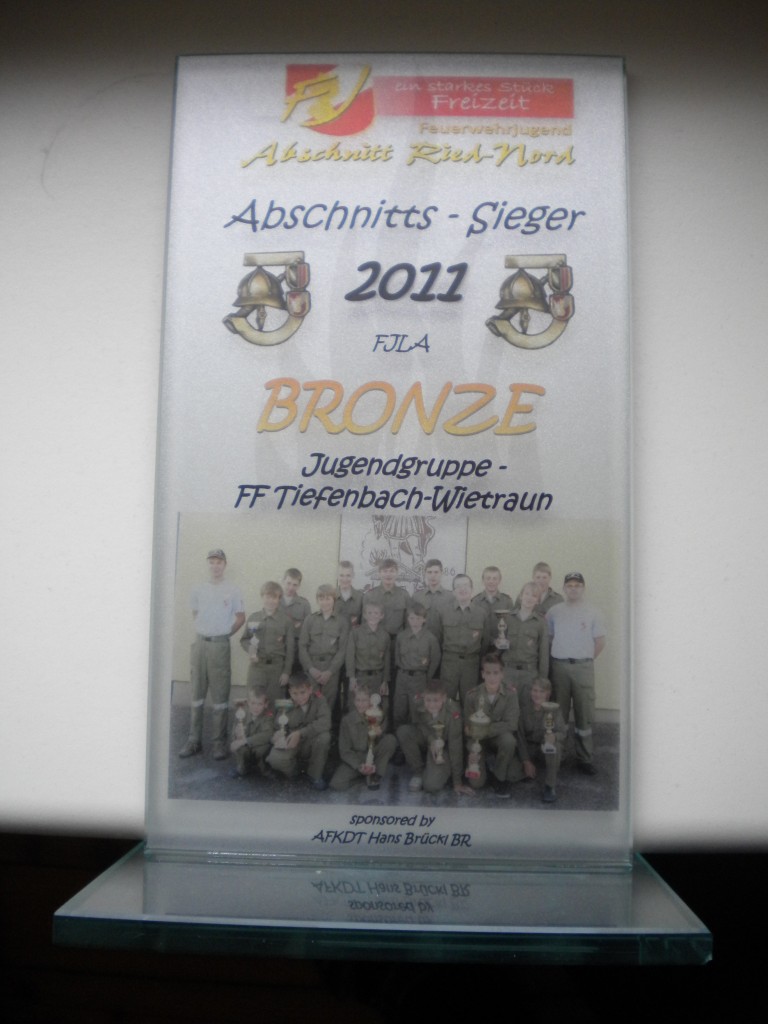 FJ
ein starkes Stück
Freizeit
Feuerwehrjugend
Abschnitt Ried-Nord
Abschnitts - Sieger
2011
FJLA
BRONZE
Jugendgruppe -
FF Tiefenbach-Wietraun
sponsored by
AFKDT Hans Brückl BR